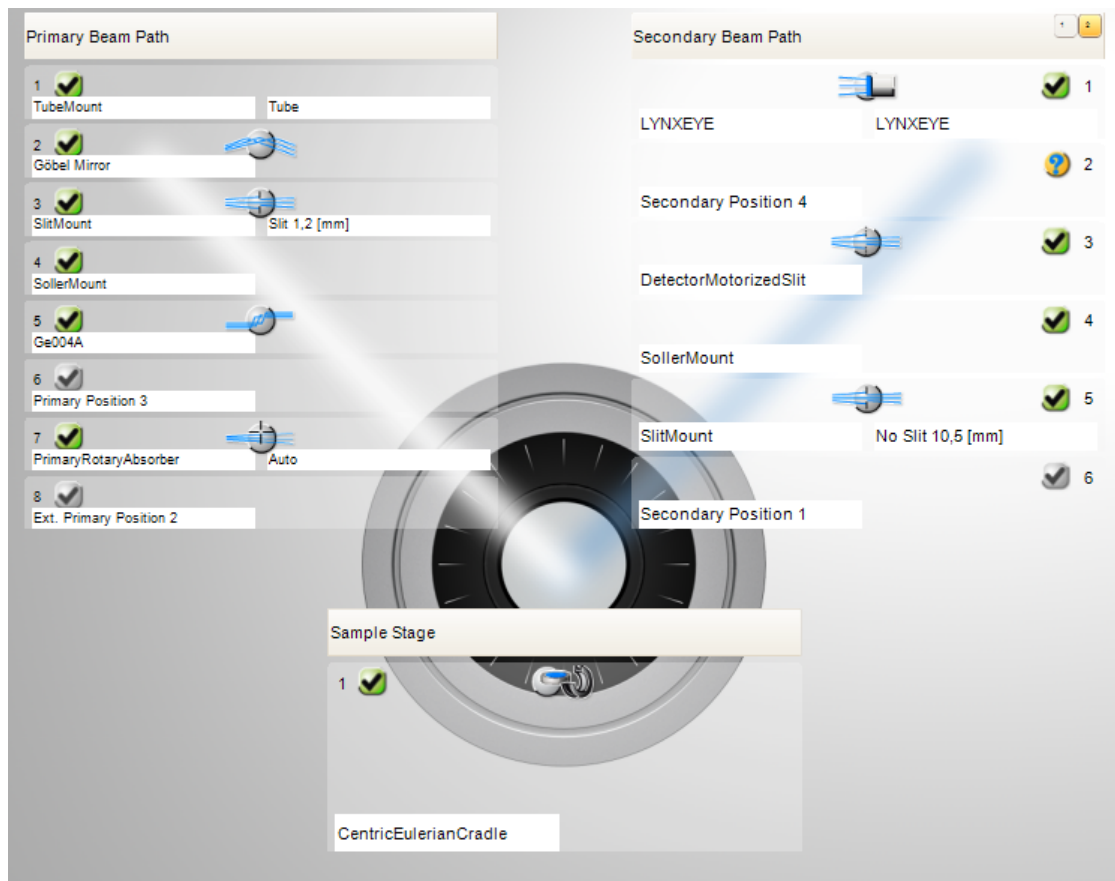 Primary Beam Path
1
TubeMount Tube
2
Göbel Mirror
3
SlitMount Slit 1,2 [mm]
4
SollerMount
5
Ge004A
6
Primary Position 3
7
PrimaryRotaryAbsorber Auto
8
Ext. Primary Position 2
Secondary Beam Path 1 2
1
LYNXEYE LYNXEYE
2
Secondary Position 4
3
DetectorMotorizedSlit
4
SollerMount
5
SlitMount No Slit 10,5 [mm]
6
Secondary Position 1
Sample Stage
1
CentricEulerianCradle